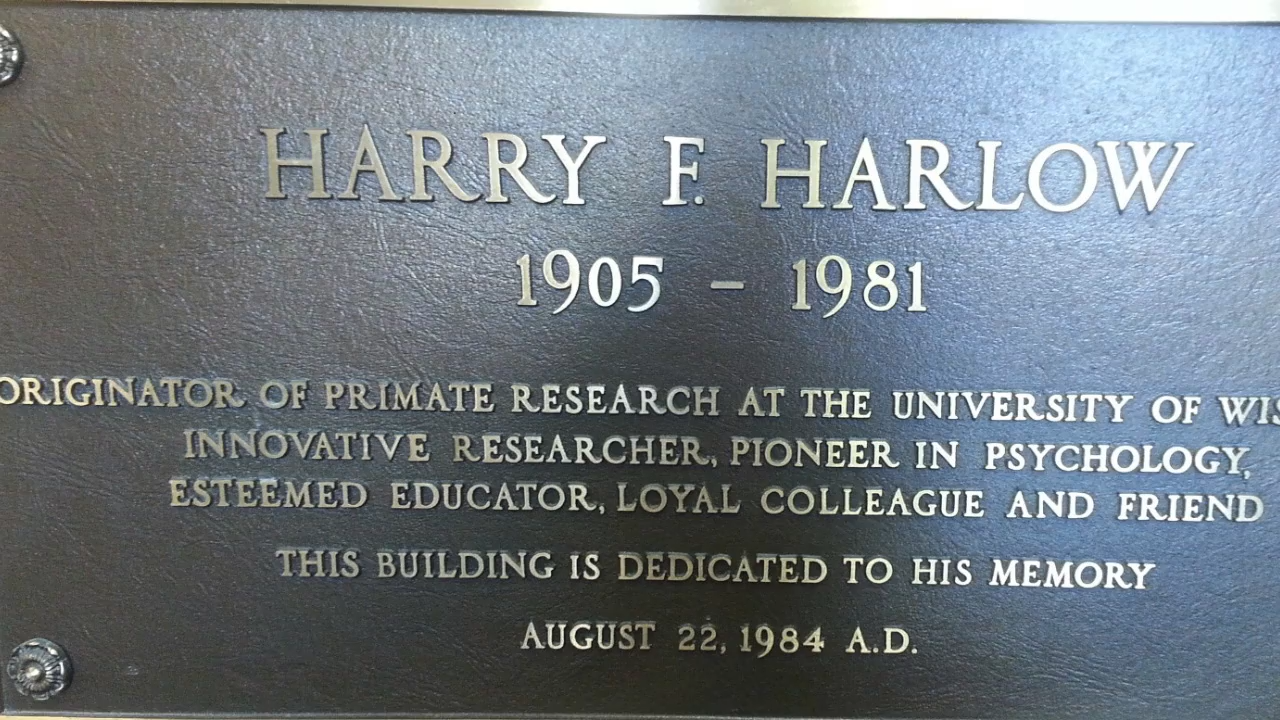 HARRY F. HARLOW
1905 - 1981
ORIGINATOR OF PRIMATE RESEARCH AT THE UNIVERSITY OF
INNOVATIVE RESEARCHER, PIONEER IN PSYCHOLOGY,
ESTEEMED EDUCATOR, LOYAL COLLEAGUE AND FRIEND
THIS BUILDING IS DEDICATED TO HIS MEMORY
AUGUST 22, 1984 A.D.